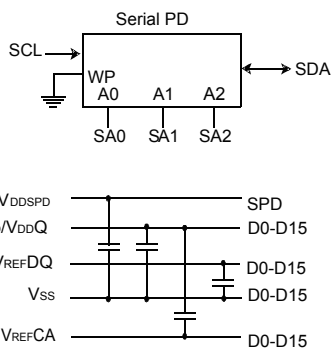 Serial PD
SCL
SDA
WP
A0 A1 A2
SA0 SA1 SA2
VDDSPD SPD
/VDDQ D0-D15
VREFDQ D0-D15
VSS D0-D15
VREFCA D0-D15